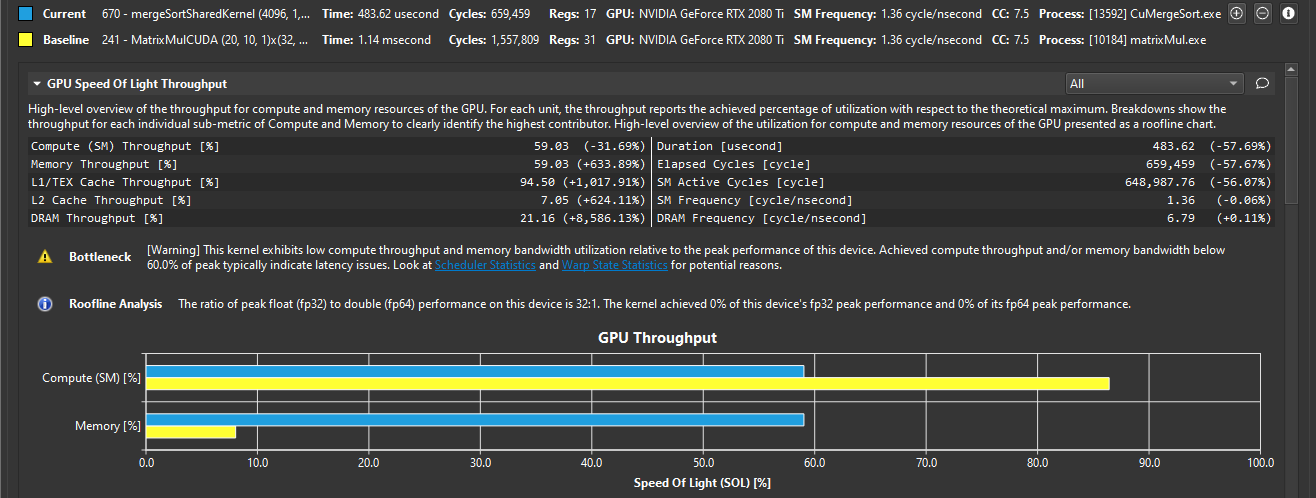 Current 670 - mergeSortSharedKernel (4096, 1,... Time: 483.62 usecond Cycles: 659,459 Regs: 17 GPU: NVIDIA GeForce RTX 2080 Ti SM Frequency: 1.36 cycle/nsecond CC: 7.5 Process: [13592] CuMergeSort.exe
Baseline 241 - MatrixMulCUDA (20, 10, 1)x(32, ... Time: 1.14 msecond Cycles: 1,557,809 Regs: 31 GPU: NVIDIA GeForce RTX 2080 Ti SM Frequency: 1.36 cycle/nsecond CC: 7.5 Process: [10184] matrixMul.exe
GPU Speed Of Light Throughput All
High-level overview of the throughput for compute and memory resources of the GPU. For each unit, the throughput reports the achieved percentage of utilization with respect to the theoretical maximum. Breakdowns show the
throughput for each individual sub-metric of Compute and Memory to clearly identify the highest contributor. High-level overview of the utilization for compute and memory resources of the GPU presented as a roofline chart.
Compute (SM) Throughput [%] 59.03 (-31.69%) Duration [usecond] 483.62 (-57.69%)
Memory Throughput [%] 59.03 (+633.89%) Elapsed Cycles [cycle] 659,459 (-57.67%)
L1/TEX Cache Throughput [%] 94.50 (+1,017.91%) SM Active Cycles [cycle] 648,987.76 (-56.07%)
L2 Cache Throughput [%] 7.05 (+624.11%) SM Frequency [cycle/nsecond] 1.36 (-0.06%)
DRAM Throughput [%] 21.16 (+8,586.13%) DRAM Frequency [cycle/nsecond] 6.79 (+0.11%)
Bottleneck [Warning] This kernel exhibits low compute throughput and memory bandwidth utilization relative to the peak performance of this device. Achieved compute throughput and/or memory bandwidth below
60.0% of peak typically indicate latency issues. Look at Scheduler Statistics and Warp State Statistics for potential reasons.
Roofline Analysis The ratio of peak float (fp32) to double (fp64) performance on this device is 32:1. The kernel achieved 0% of this device's fp32 peak performance and 0% of its fp64 peak performance.
GPU Throughput
Compute (SM) [%]
Memory [%]
0.0 10.0 20.0 30.0 40.0 50.0 60.0 70.0 80.0 90.0 100.0
Speed Of Light (SOL) [%]